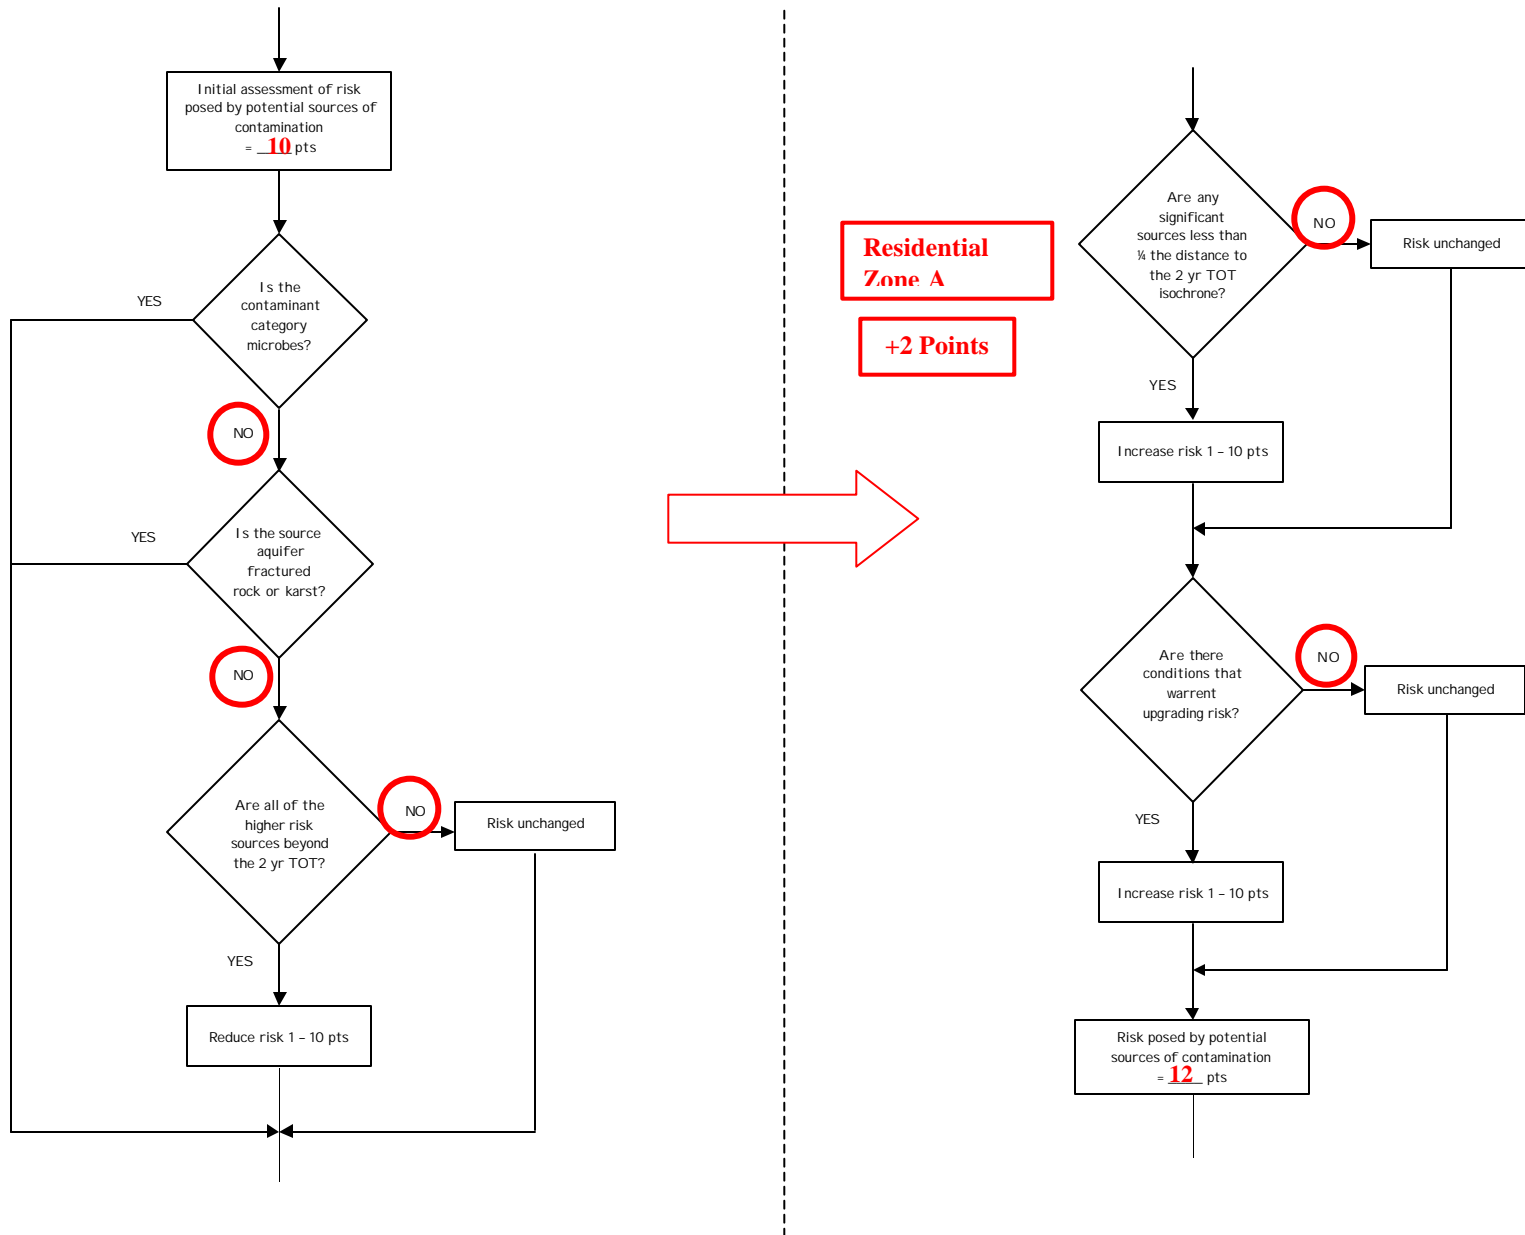 Initial assessment of risk
posed by potential sources of
contamination
= 10 pts
Is the
contaminant
category
microbes?
YES
NO
Is the source
aquifer
fractured
rock or karst?
YES
NO
Are all of the
higher risk
sources beyond
the 2 yr TOT?
NO
Risk unchanged
YES
Reduce risk 1 – 10 pts
Residential
Zone A
+2 Points
Are any
significant
sources less than
¼ the distance to
the 2 yr TOT
isochrone?
NO
Risk unchanged
YES
Increase risk 1 – 10 pts
Are there
conditions that
warrent
upgrading risk?
NO
Risk unchanged
YES
Increase risk 1 – 10 pts
Risk posed by potential
sources of contamination
= 12 pts